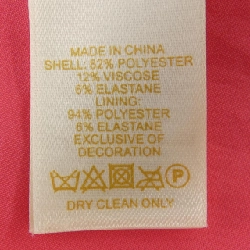 MADE IN CHINA
SHELL: 82% POLYESTER
12% VISCOSE
6% ELASTANE
LINING:
94% POLYESTER
6% ELASTANE
EXCLUSIVE OF
DECORATION
P
DRY CLEAN ONLY